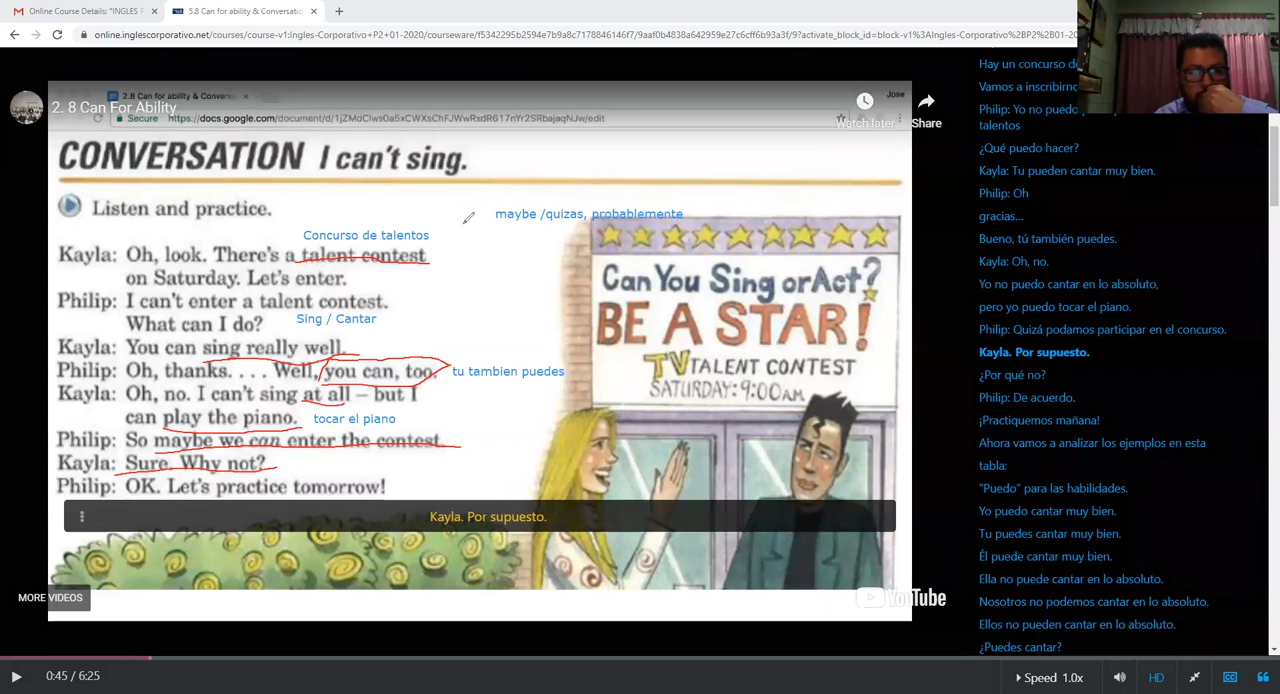 Online Course Details: "INGLES F
5.8 Can for ability & Conversatio
online.inglescorporativo.net/courses/course-v1:Ingles-Corporativo+P2+01-2020/courseware/f5342295b2594e7b9a8c7178846146f7/9aaf0b4838a642959e27c6cff6b93a3f/9?activate_block_id=block-v1%3AIngles-Corporativo%2BP2%2B01-20
2.8 Can for ability & Conversa
Jose
2. 8 Can For Ability
Secure
Watch later
Share
CONVERSATION I can't sing.
Listen and practice.
maybe /quizas, probablemente
Concurso de talentos
Kayla: Oh, look. There's a talent contest
on Saturday. Let's enter.
Philip: I can't enter a talent contest.
What can I do?
Sing / Cantar
Kayla: You can sing really well.
Philip: Oh, thanks. . . . Well, you can, too.
tu tambien puedes
Kayla: Oh, no. I can't sing at all – but I
can play the piano.
tocar el piano
Philip: So maybe we can enter the contest.
Kayla: Sure. Why not?
Philip: OK. Let's practice tomorrow!
Can You Sing or Act?
BE A STAR!
TV TALENT CONTEST
SATURDAY: 9:00 AM
Kayla. Por supuesto.
MORE VIDEOS
YouTube
0:45 / 6:25
Speed 1.0x
HD
Hay un concurso de
Vamos a inscribirno
Philip: Yo no puedo
talentos
¿Qué puedo hacer?
Kayla: Tu pueden cantar muy bien.
Philip: Oh
gracias...
Bueno, tú también puedes.
Kayla: Oh, no.
Yo no puedo cantar en lo absoluto,
pero yo puedo tocar el piano.
Philip: Quizá podamos participar en el concurso.
Kayla. Por supuesto.
¿Por qué no?
Philip: De acuerdo.
¡Practiquemos mañana!
Ahora vamos a analizar los ejemplos en esta
tabla:
"Puedo" para las habilidades.
Yo puedo cantar muy bien.
Tu puedes cantar muy bien.
Él puede cantar muy bien.
Ella no puede cantar en lo absoluto.
Nosotros no podemos cantar en lo absoluto.
Ellos no pueden cantar en lo absoluto.
¿Puedes cantar?